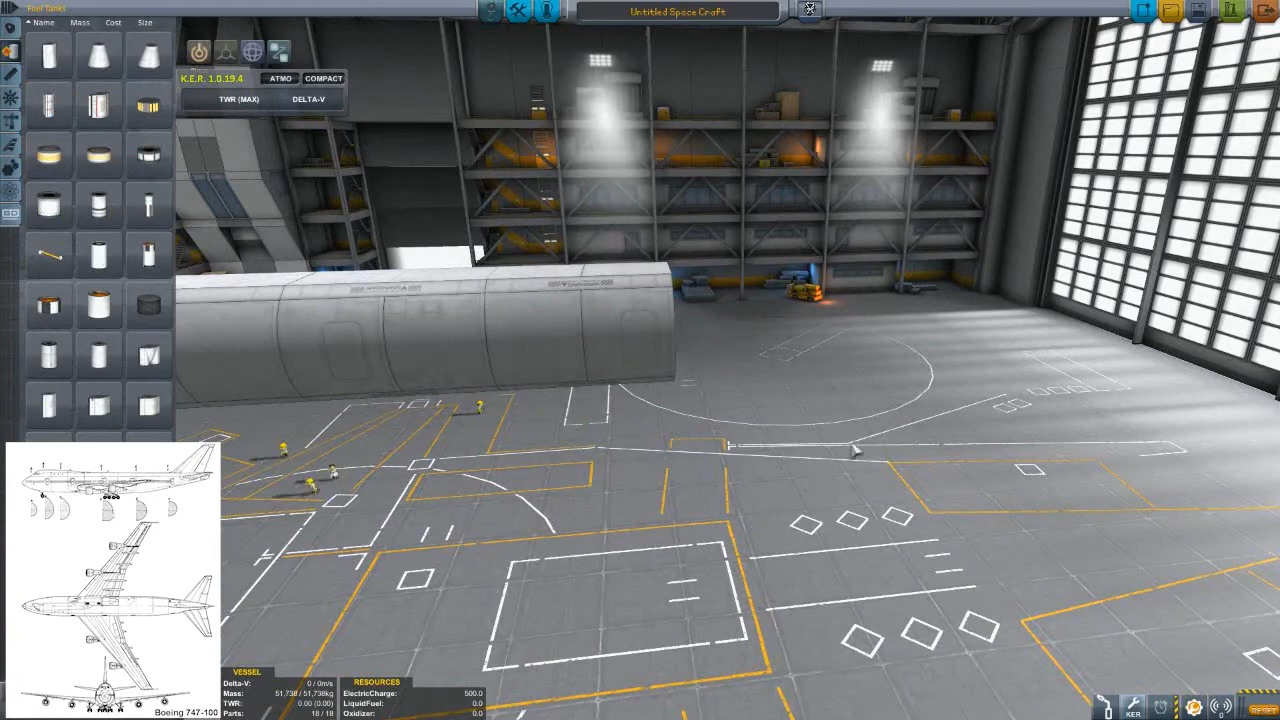 Fuel Tanks
Untitled Space Craft
Name Mass Cost Size
K.E.R. 1.0.19.4 ATMO COMPACT
TWR (MAX) DELTA-V
Boeing 747-100
VESSEL
Delta-V: 0 / 0m/s
Mass: 51,738 / 51,738kg
TWR: 0.00 (0.00)
Parts: 18 / 18
RESOURCES
ElectricCharge: 500.0
LiquidFuel: 0.0
Oxidizer: 0.0
KER
0
RESET